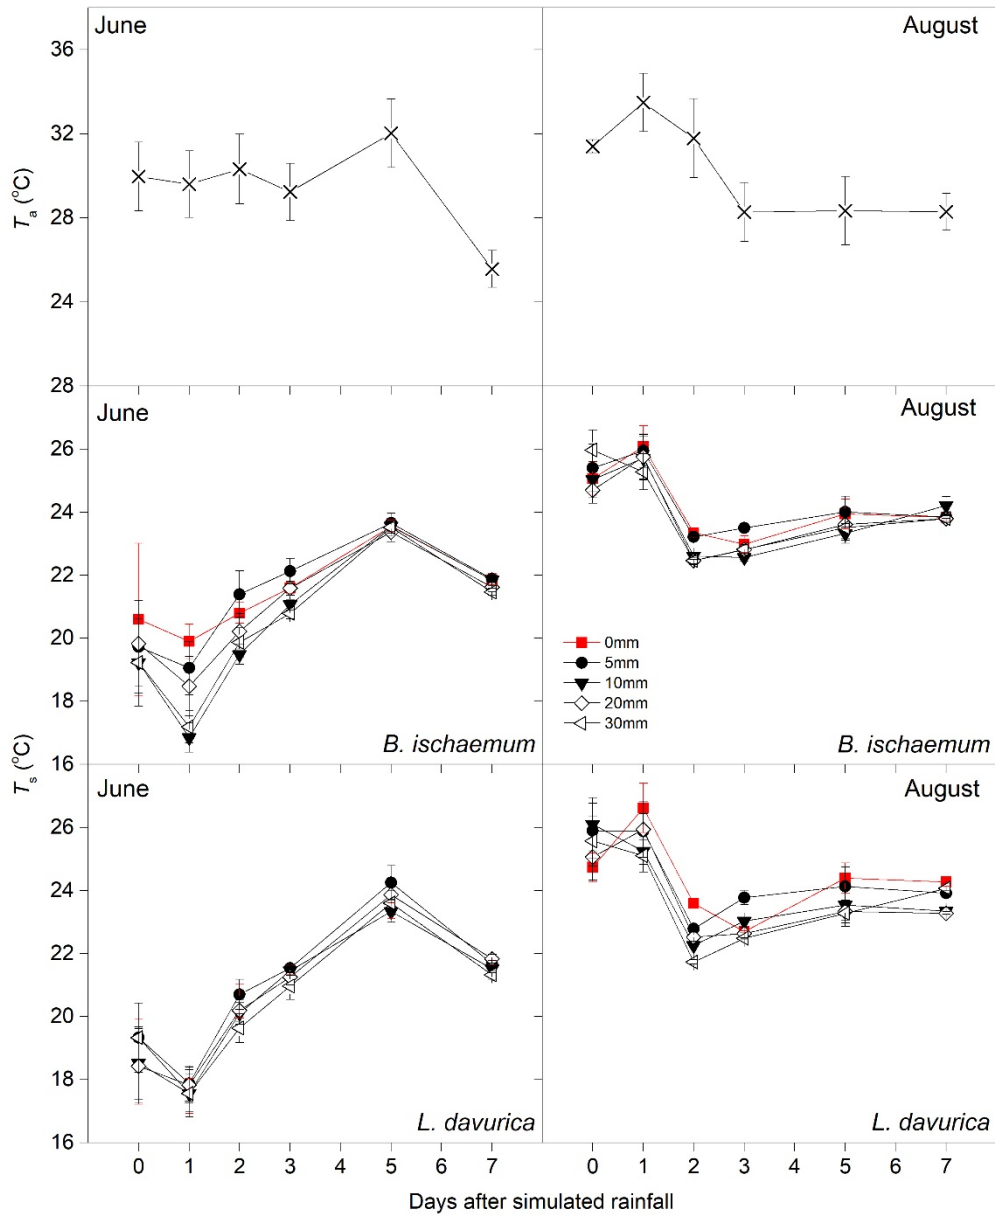 June
August
36
32
28
24
28
Tₐ (°C)
June
August
26
24
22
20
18
16
0mm
5mm
10mm
20mm
30mm
B. ischaemum
B. ischaemum
Tₛ (°C)
June
August
26
24
22
20
18
16
L. davurica
L. davurica
0 1 2 3 4 5 6 7 0 1 2 3 4 5 6 7
Days after simulated rainfall